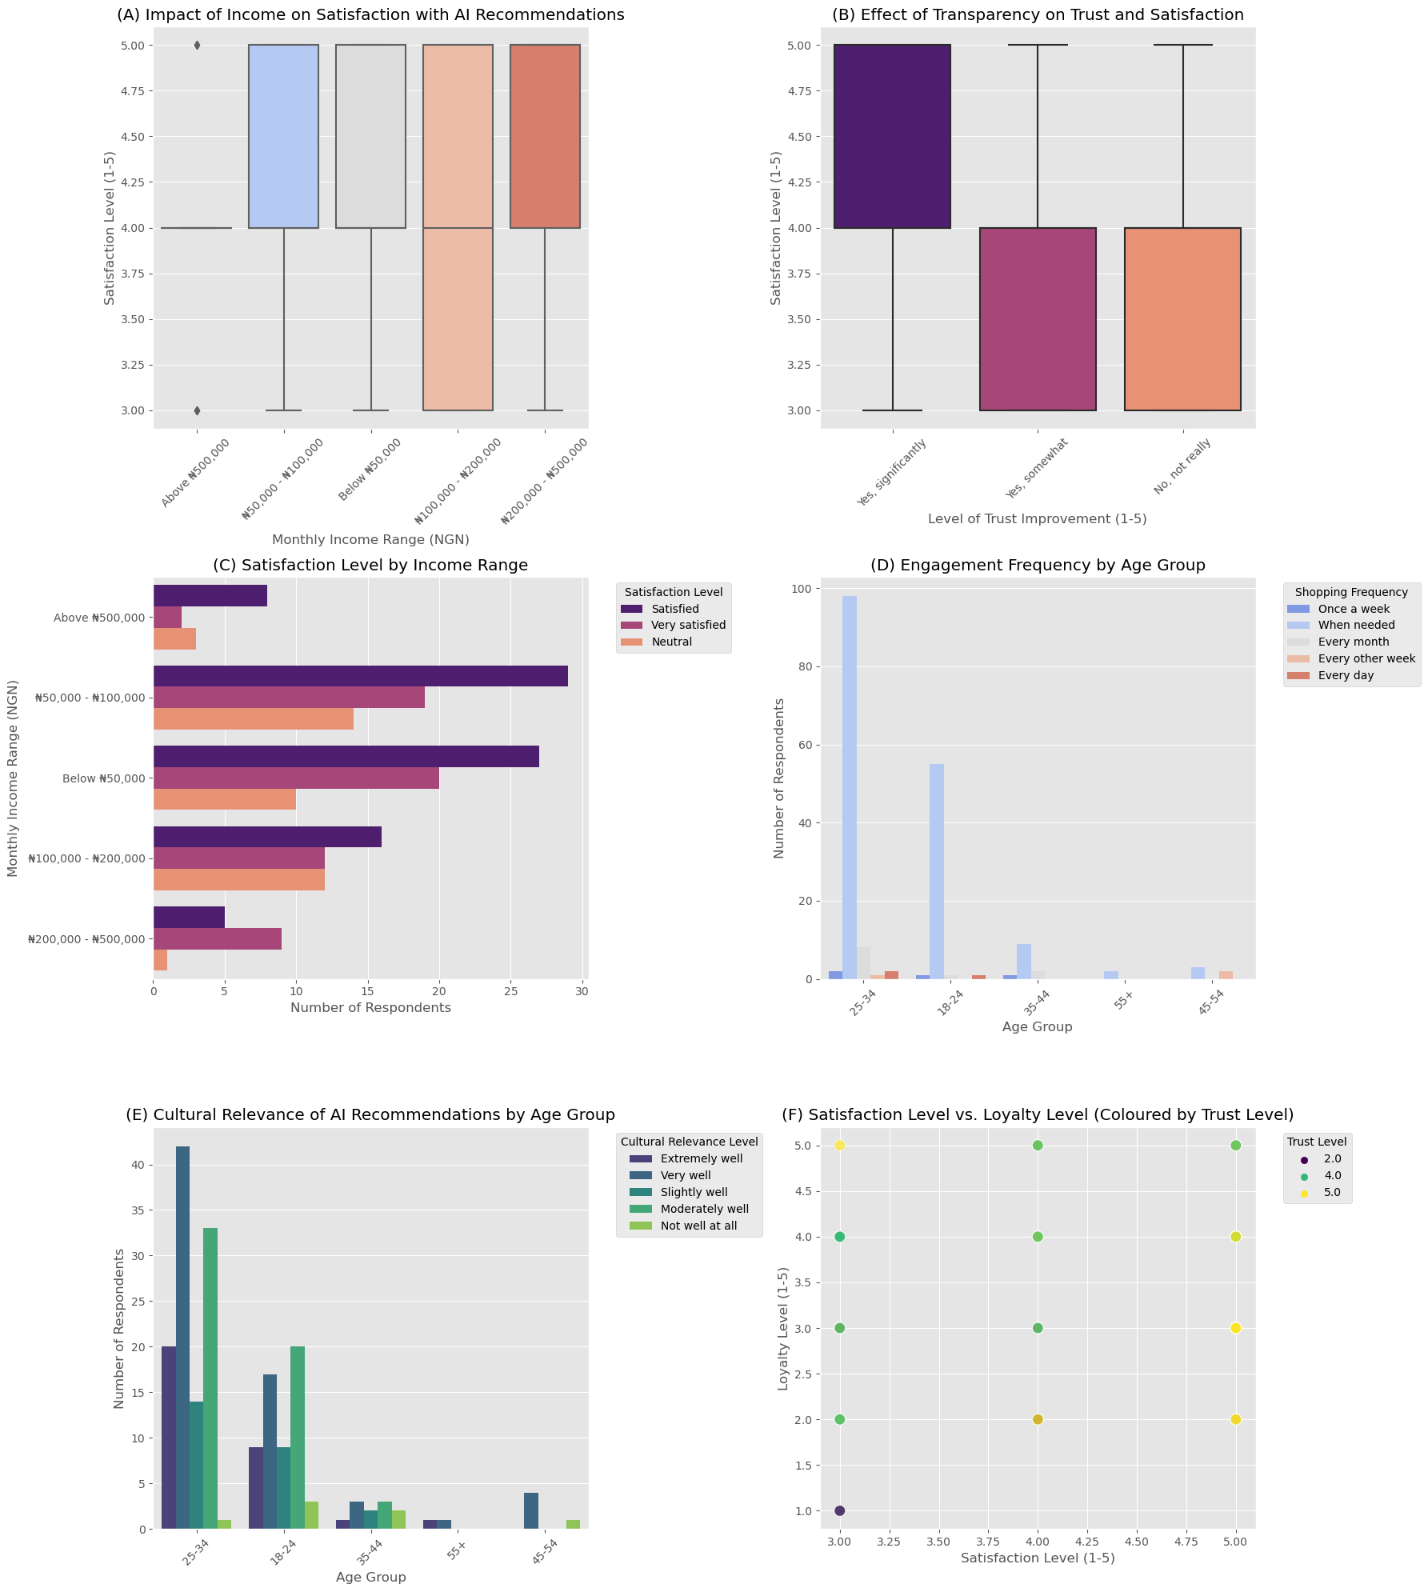 (A) Impact of Income on Satisfaction with AI Recommendations
Satisfaction Level (1-5)
5.00
4.75
4.50
4.25
4.00
3.75
3.50
3.25
3.00
Above ₦500,000
₦50,000 - ₦100,000
Below ₦50,000
₦100,000 - ₦200,000
₦200,000 - ₦500,000
Monthly Income Range (NGN)
(B) Effect of Transparency on Trust and Satisfaction
Satisfaction Level (1-5)
5.00
4.75
4.50
4.25
4.00
3.75
3.50
3.25
3.00
Yes, significantly
Yes, somewhat
No, not really
Level of Trust Improvement (1-5)
(C) Satisfaction Level by Income Range
Monthly Income Range (NGN)
Above ₦500,000
₦50,000 - ₦100,000
Below ₦50,000
₦100,000 - ₦200,000
₦200,000 - ₦500,000
0
5
10
15
20
25
30
Number of Respondents
Satisfaction Level
Satisfied
Very satisfied
Neutral
(D) Engagement Frequency by Age Group
Number of Respondents
100
80
60
40
20
0
25-34
18-24
35-44
55+
45-54
Age Group
Shopping Frequency
Once a week
When needed
Every month
Every other week
Every day
(E) Cultural Relevance of AI Recommendations by Age Group
Number of Respondents
40
35
30
25
20
15
10
5
0
25-34
18-24
35-44
55+
45-54
Age Group
Cultural Relevance Level
Extremely well
Very well
Slightly well
Moderately well
Not well at all
(F) Satisfaction Level vs. Loyalty Level (Coloured by Trust Level)
Loyalty Level (1-5)
5.0
4.5
4.0
3.5
3.0
2.5
2.0
1.5
1.0
3.00
3.25
3.50
3.75
4.00
4.25
4.50
4.75
5.00
Satisfaction Level (1-5)
Trust Level
2.0
4.0
5.0